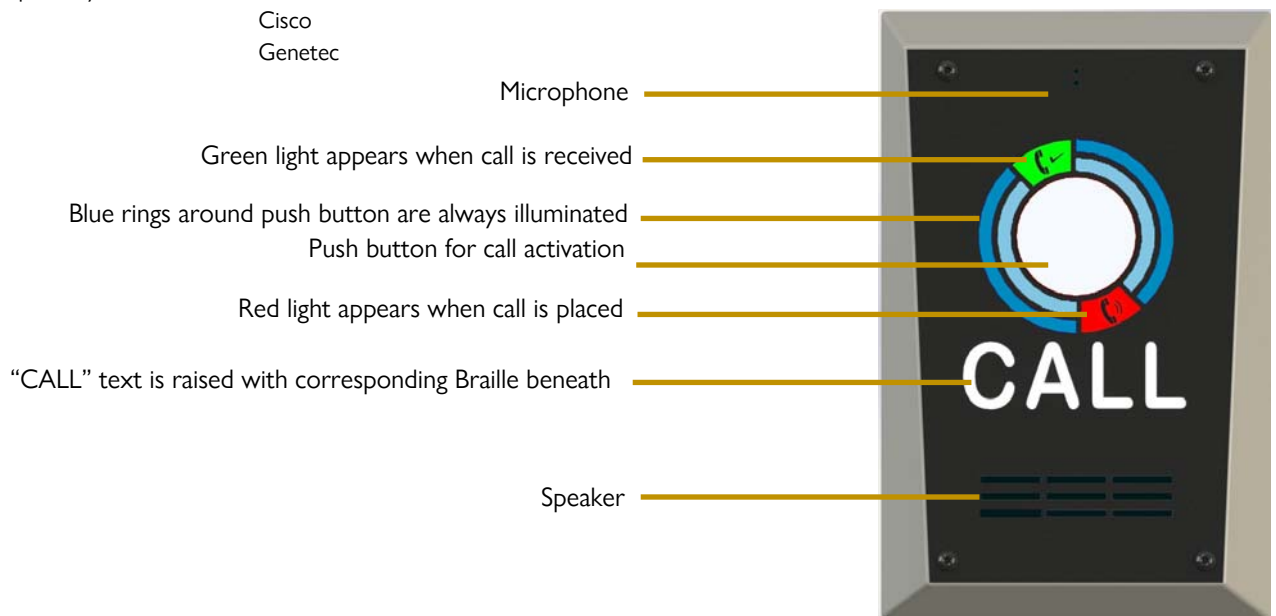 Cisco
Genetec
Microphone
Green light appears when call is received
Blue rings around push button are always illuminated
Push button for call activation
Red light appears when call is placed
“CALL” text is raised with corresponding Braille beneath
CALL
Speaker